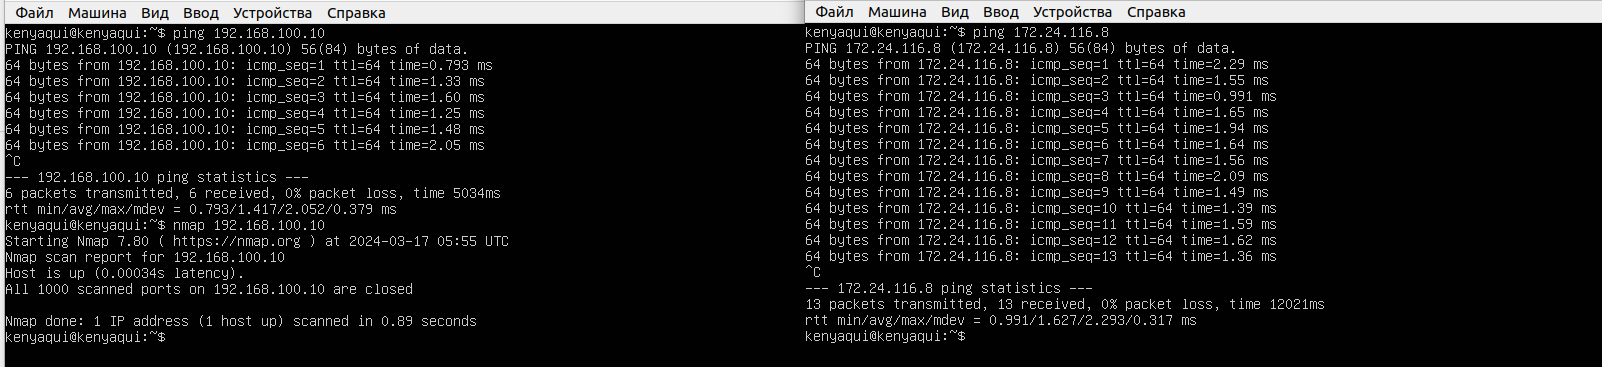 Файл Машина Вид Ввод Устройства Справка
kenyaqui@kenyaqui:~$ ping 192.168.100.10
PING 192.168.100.10 (192.168.100.10) 56(84) bytes of data.
64 bytes from 192.168.100.10: icmp_seq=1 ttl=64 time=0.793 ms
64 bytes from 192.168.100.10: icmp_seq=2 ttl=64 time=1.33 ms
64 bytes from 192.168.100.10: icmp_seq=3 ttl=64 time=1.60 ms
64 bytes from 192.168.100.10: icmp_seq=4 ttl=64 time=1.25 ms
64 bytes from 192.168.100.10: icmp_seq=5 ttl=64 time=1.48 ms
64 bytes from 192.168.100.10: icmp_seq=6 ttl=64 time=2.05 ms
^C
--- 192.168.100.10 ping statistics ---
6 packets transmitted, 6 received, 0% packet loss, time 5034ms
rtt min/avg/max/mdev = 0.793/1.417/2.052/0.379 ms
kenyaqui@kenyaqui:~$ nmap 192.168.100.10
Starting Nmap 7.80 ( https://nmap.org ) at 2024-03-17 05:55 UTC
Nmap scan report for 192.168.100.10
Host is up (0.00034s latency).
All 1000 scanned ports on 192.168.100.10 are closed
Nmap done: 1 IP address (1 host up) scanned in 0.89 seconds
kenyaqui@kenyaqui:~$
Файл Машина Вид Ввод Устройства Справка
kenyaqui@kenyaqui:~$ ping 172.24.116.8
PING 172.24.116.8 (172.24.116.8) 56(84) bytes of data.
64 bytes from 172.24.116.8: icmp_seq=1 ttl=64 time=2.29 ms
64 bytes from 172.24.116.8: icmp_seq=2 ttl=64 time=1.55 ms
64 bytes from 172.24.116.8: icmp_seq=3 ttl=64 time=0.991 ms
64 bytes from 172.24.116.8: icmp_seq=4 ttl=64 time=1.65 ms
64 bytes from 172.24.116.8: icmp_seq=5 ttl=64 time=1.94 ms
64 bytes from 172.24.116.8: icmp_seq=6 ttl=64 time=1.64 ms
64 bytes from 172.24.116.8: icmp_seq=7 ttl=64 time=1.56 ms
64 bytes from 172.24.116.8: icmp_seq=8 ttl=64 time=2.09 ms
64 bytes from 172.24.116.8: icmp_seq=9 ttl=64 time=1.49 ms
64 bytes from 172.24.116.8: icmp_seq=10 ttl=64 time=1.39 ms
64 bytes from 172.24.116.8: icmp_seq=11 ttl=64 time=1.59 ms
64 bytes from 172.24.116.8: icmp_seq=12 ttl=64 time=1.62 ms
64 bytes from 172.24.116.8: icmp_seq=13 ttl=64 time=1.36 ms
^C
--- 172.24.116.8 ping statistics ---
13 packets transmitted, 13 received, 0% packet loss, time 12021ms
rtt min/avg/max/mdev = 0.991/1.627/2.293/0.317 ms
kenyaqui@kenyaqui:~$